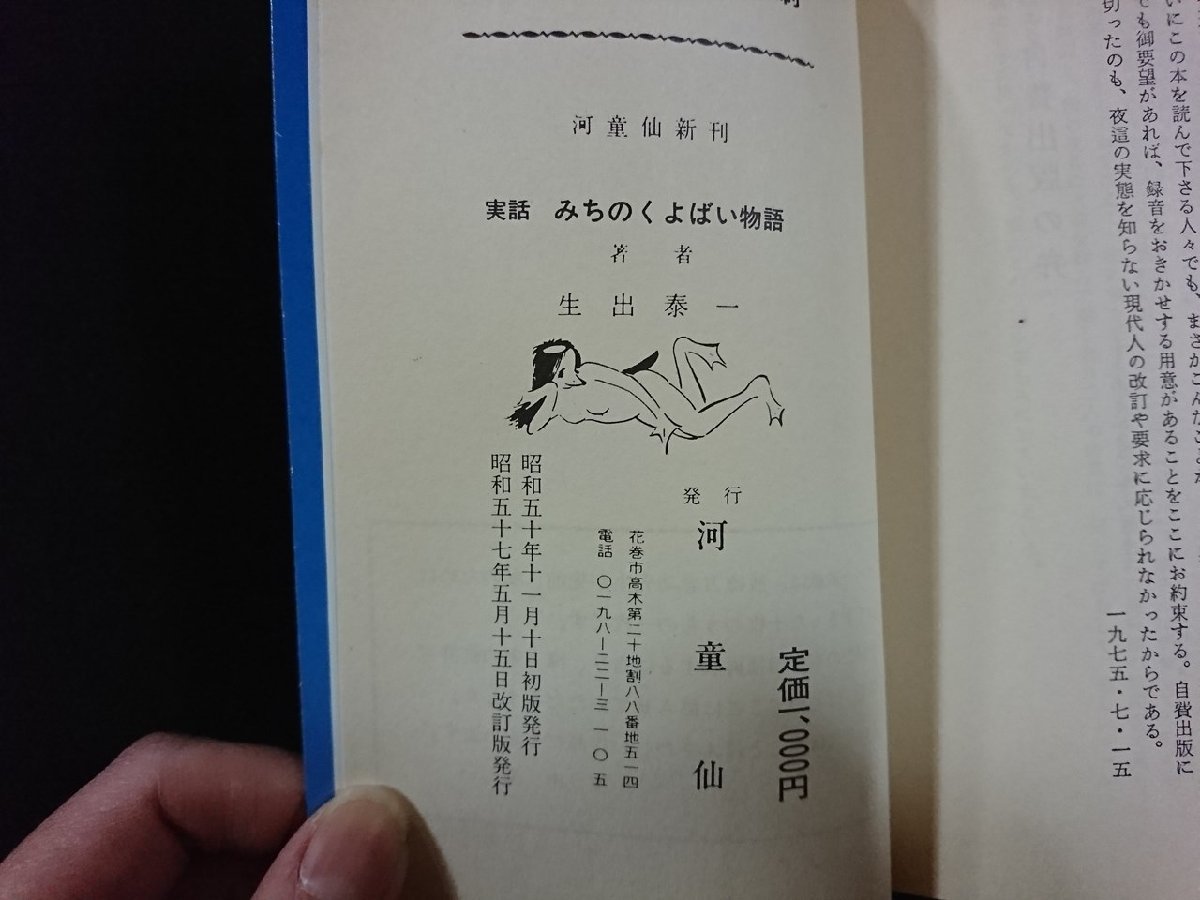 いにこの本を読んで下さる人々でも、まさかこんなことが
でも御要望があれば、録音をおきかせする用意があることをここにお約束する。自費出版に
切ったのも、夜這の実態を知らない現代人の改訂や要求に応じられなかったからである。
一九七五・七・一五
河童仙新刊
実話 みちのくよばい物語
著者
生出泰一
定価一、〇〇〇円
発行
河童仙
花巻市高木第二十地割八八番地五一四
電話 〇一九八―二二―三一〇五
昭和五十年十一月十日初版発行
昭和五十七年五月十五日改訂版発行